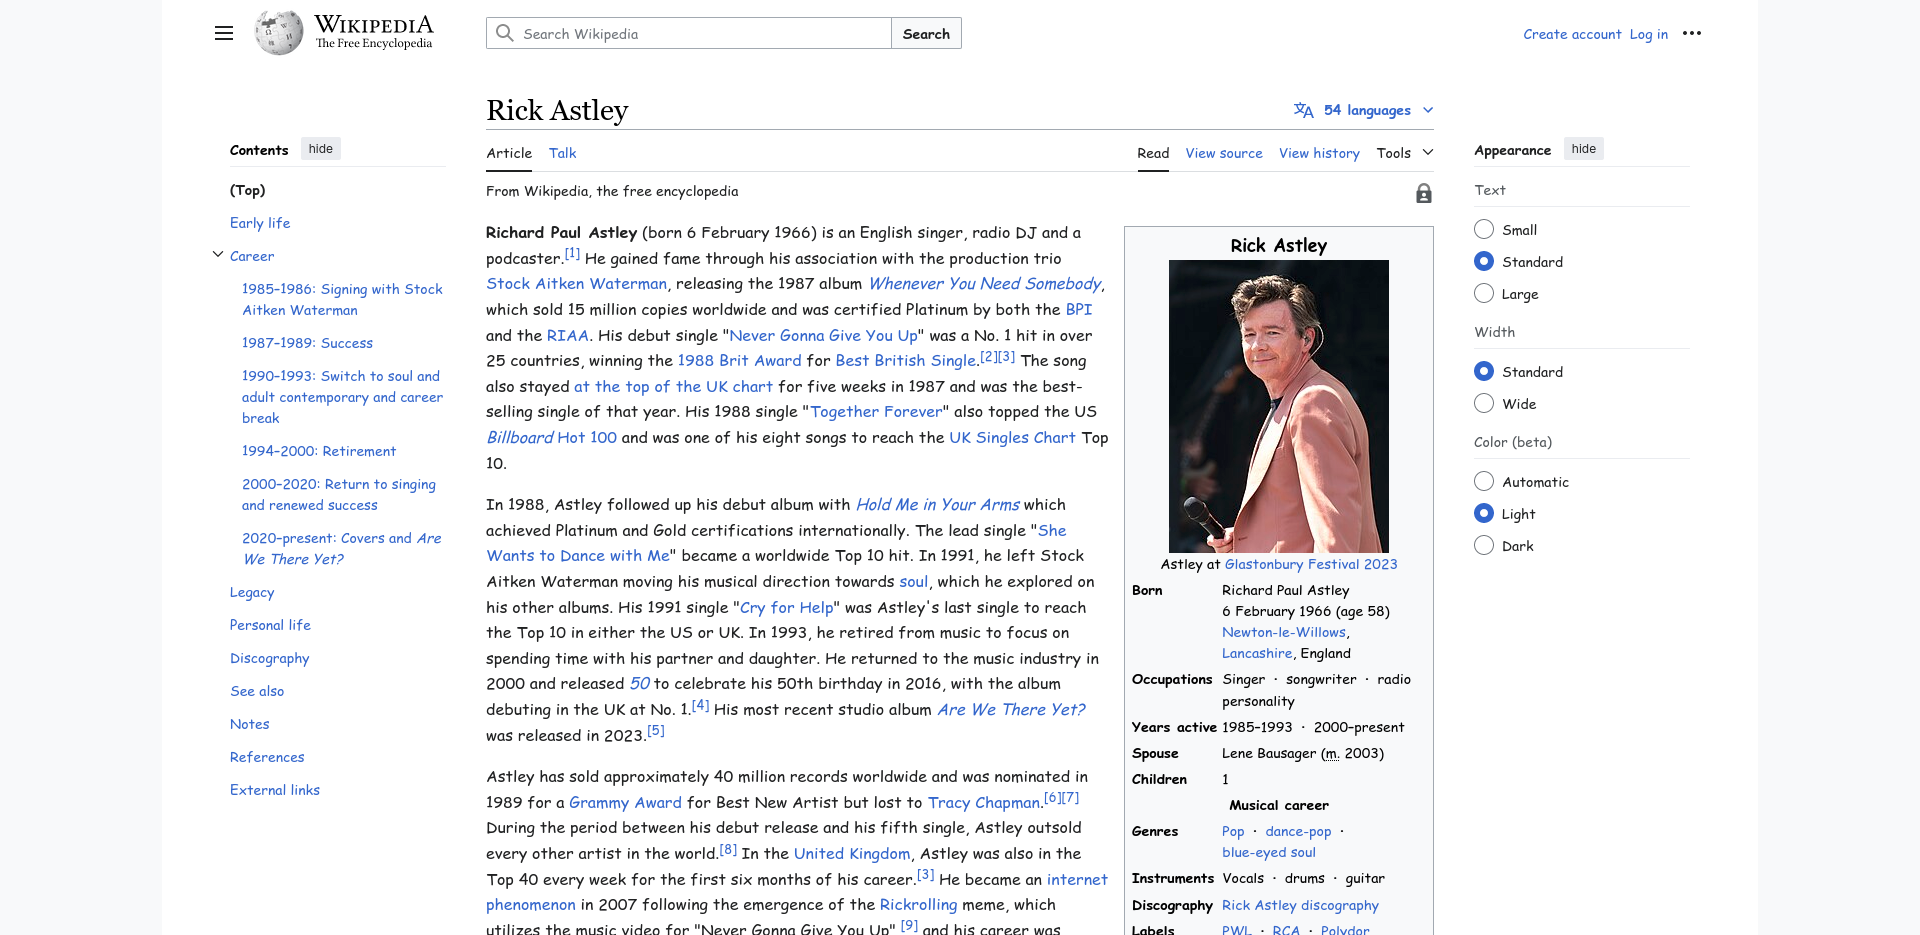 WIKIPEDIA
The Free Encyclopedia
Search Wikipedia
Search
Create account Log in
Rick Astley
54 languages
Contents hide
(Top)
Early life
Career
1985–1986: Signing with Stock
Aitken Waterman
1987–1989: Success
1990–1993: Switch to soul and
adult contemporary and career
break
1994–2000: Retirement
2000–2020: Return to singing
and renewed success
2020–present: Covers and Are
We There Yet?
Legacy
Personal life
Discography
See also
Notes
References
External links
Article Talk
Read View source View history Tools
From Wikipedia, the free encyclopedia
Richard Paul Astley (born 6 February 1966) is an English singer, radio DJ and a
podcaster.[1] He gained fame through his association with the production trio
Stock Aitken Waterman, releasing the 1987 album Whenever You Need Somebody,
which sold 15 million copies worldwide and was certified Platinum by both the BPI
and the RIAA. His debut single "Never Gonna Give You Up" was a No. 1 hit in over
25 countries, winning the 1988 Brit Award for Best British Single.[2][3] The song
also stayed at the top of the UK chart for five weeks in 1987 and was the best-
selling single of that year. His 1988 single "Together Forever" also topped the US
Billboard Hot 100 and was one of his eight songs to reach the UK Singles Chart Top
10.
In 1988, Astley followed up his debut album with Hold Me in Your Arms which
achieved Platinum and Gold certifications internationally. The lead single "She
Wants to Dance with Me" became a worldwide Top 10 hit. In 1991, he left Stock
Aitken Waterman moving his musical direction towards soul, which he explored on
his other albums. His 1991 single "Cry for Help" was Astley's last single to reach
the Top 10 in either the US or UK. In 1993, he retired from music to focus on
spending time with his partner and daughter. He returned to the music industry in
2000 and released 50 to celebrate his 50th birthday in 2016, with the album
debuting in the UK at No. 1.[4] His most recent studio album Are We There Yet?
was released in 2023.[5]
Astley has sold approximately 40 million records worldwide and was nominated in
1989 for a Grammy Award for Best New Artist but lost to Tracy Chapman.[6][7]
During the period between his debut release and his fifth single, Astley outsold
every other artist in the world.[8] In the United Kingdom, Astley was also in the
Top 40 every week for the first six months of his career.[3] He became an internet
phenomenon in 2007 following the emergence of the Rickrolling meme, which
utilizes the music video for "Never Gonna Give You Up" [9] and his career was
Rick Astley
Astley at Glastonbury Festival 2023
Born Richard Paul Astley
6 February 1966 (age 58)
Newton-le-Willows,
Lancashire, England
Occupations Singer · songwriter · radio
personality
Years active 1985–1993 · 2000–present
Spouse Lene Bausager (m. 2003)
Children 1
Musical career
Genres Pop · dance-pop ·
blue-eyed soul
Instruments Vocals · drums · guitar
Discography Rick Astley discography
Labels PWL · RCA · Polydor
Appearance hide
Text
Small
Standard
Large
Width
Standard
Wide
Color (beta)
Automatic
Light
Dark